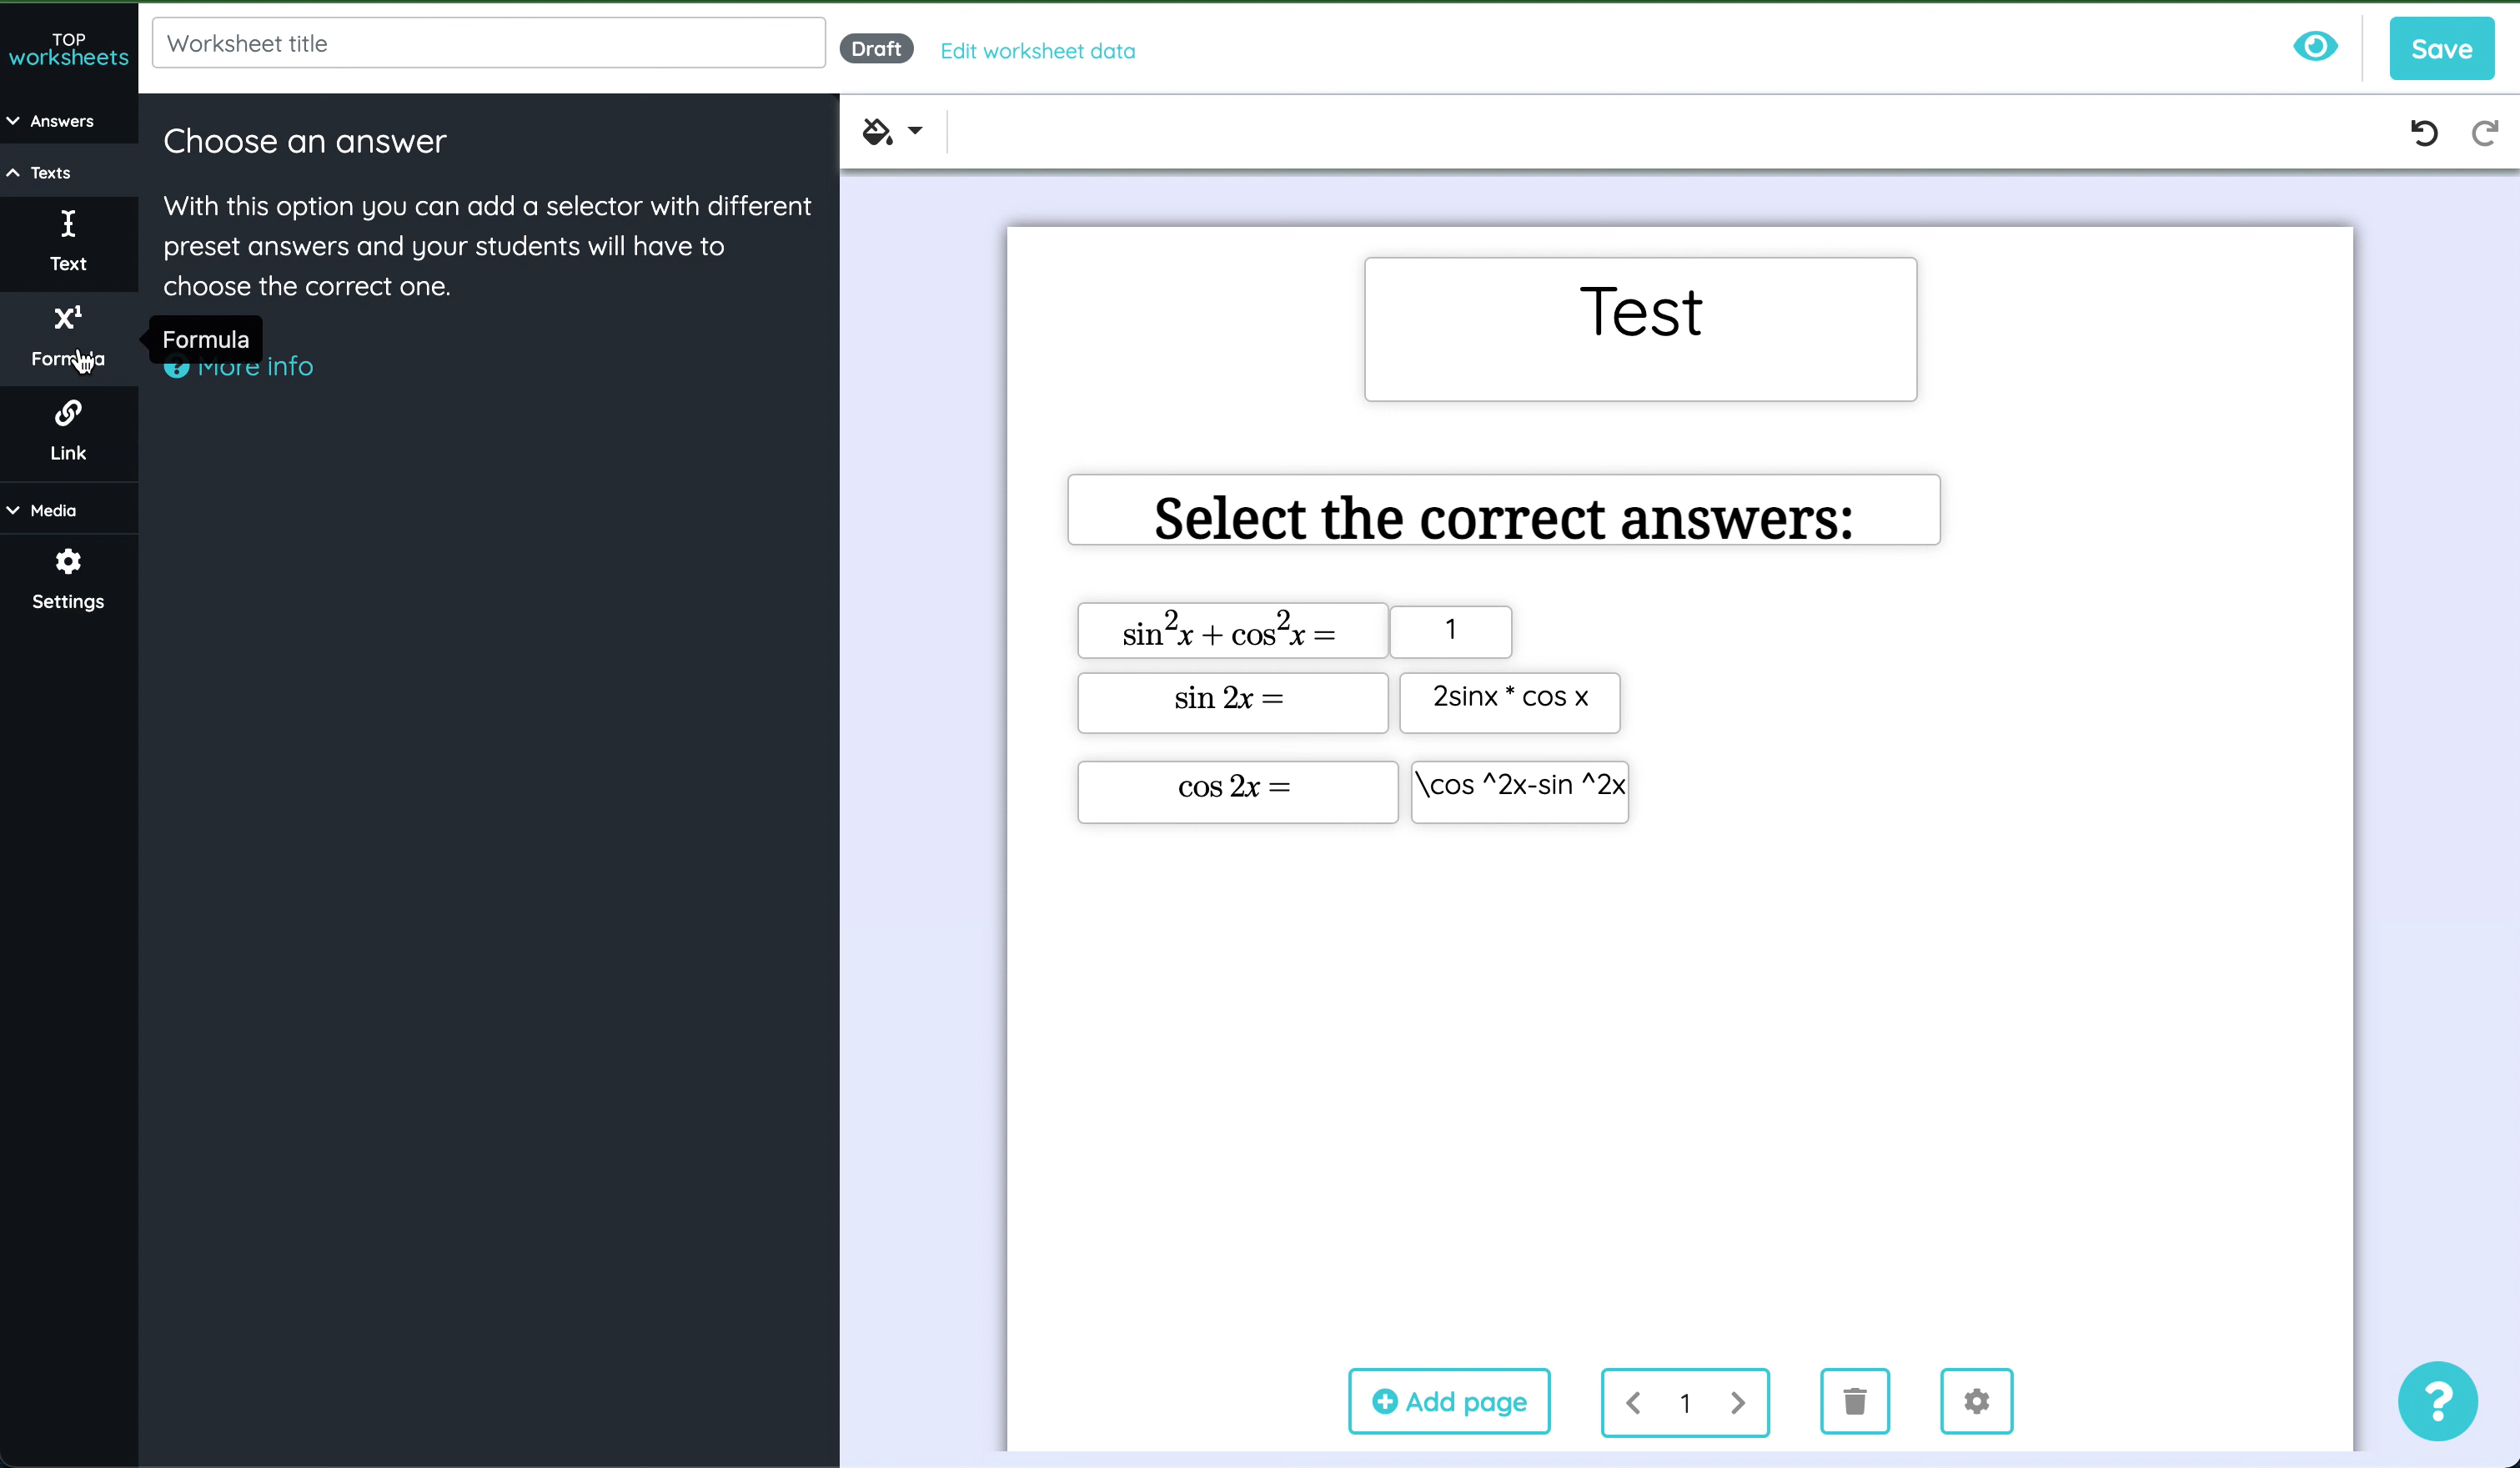 TOP
worksheets
Worksheet title
Draft
Edit worksheet data
Save
Answers
Texts
Text
X¹
Formula
Link
Media
Settings
Choose an answer
With this option you can add a selector with different
preset answers and your students will have to
choose the correct one.
Formula
? More info
Test
Select the correct answers:
sin²x + cos²x =
1
sin 2x =
2sinx * cos x
cos 2x =
\cos ^2x-sin ^2x
Add page
1
?